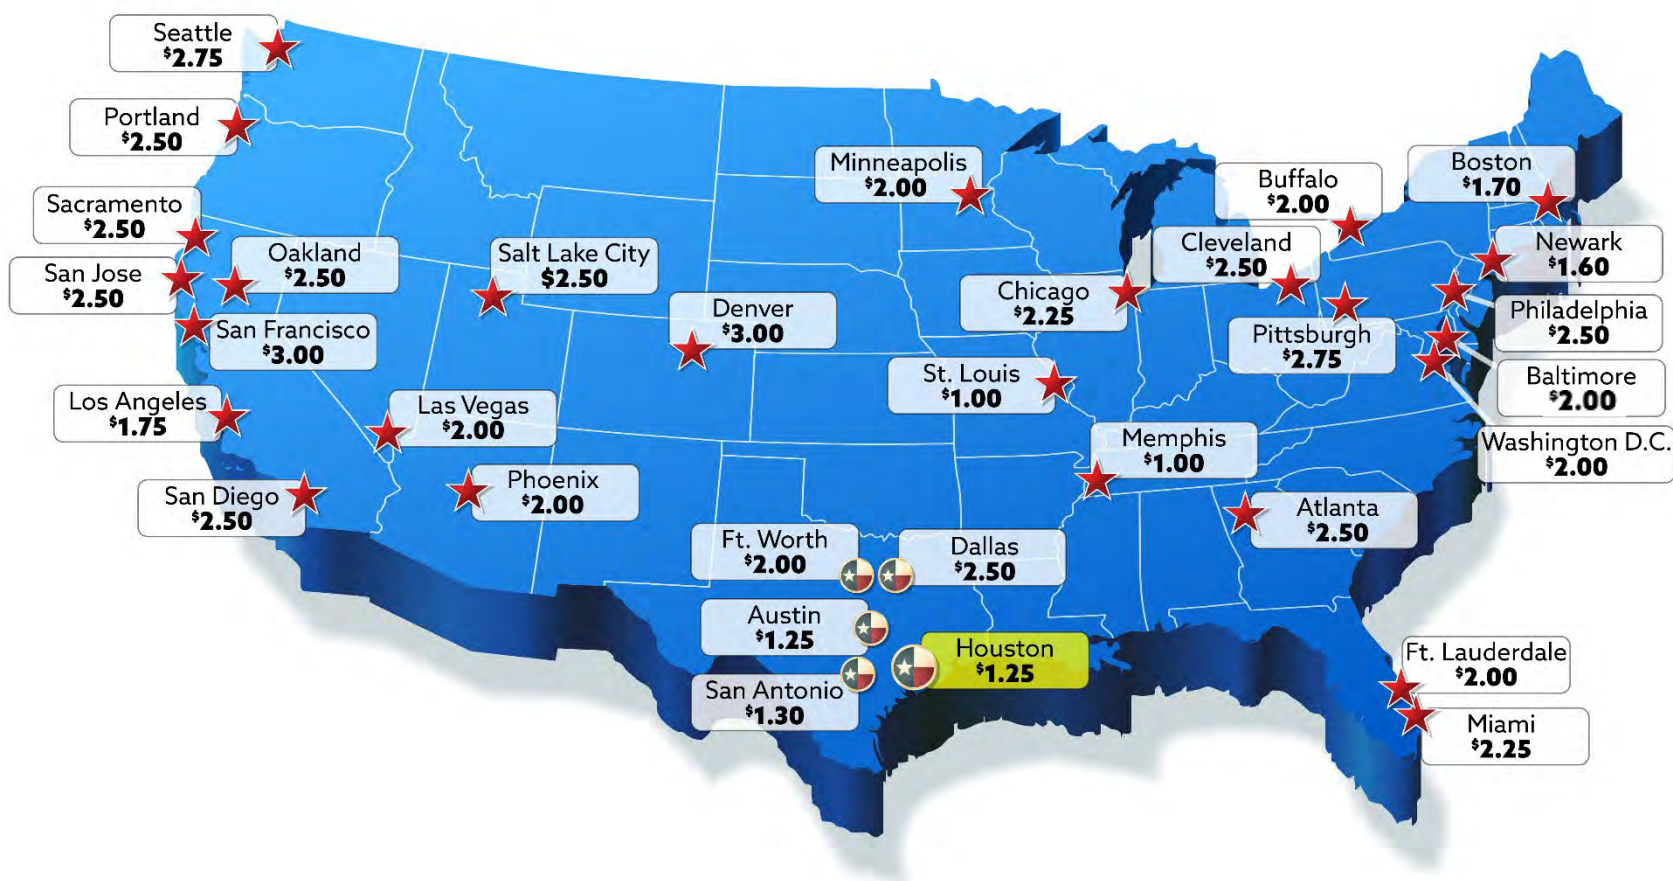 Seattle
$2.75
Portland
$2.50
Sacramento
$2.50
San Jose
$2.50
Oakland
$2.50
San Francisco
$3.00
Los Angeles
$1.75
San Diego
$2.50
Las Vegas
$2.00
Phoenix
$2.00
Salt Lake City
$2.50
Denver
$3.00
Minneapolis
$2.00
Chicago
$2.25
St. Louis
$1.00
Memphis
$1.00
Ft. Worth
$2.00
Dallas
$2.50
Austin
$1.25
San Antonio
$1.30
Houston
$1.25
Buffalo
$2.00
Cleveland
$2.50
Pittsburgh
$2.75
Boston
$1.70
Newark
$1.60
Philadelphia
$2.50
Baltimore
$2.00
Washington D.C.
$2.00
Atlanta
$2.50
Ft. Lauderdale
$2.00
Miami
$2.25